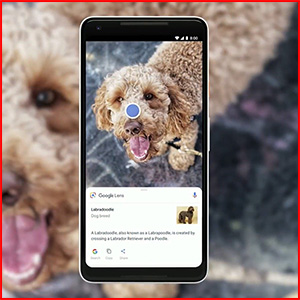 8:00
Google Lens
Labradoodle
Dog breed
A Labradoodle, also known as a Labrapoodle, is created by
crossing a Labrador Retriever and a Poodle.
Search
Copy
Share